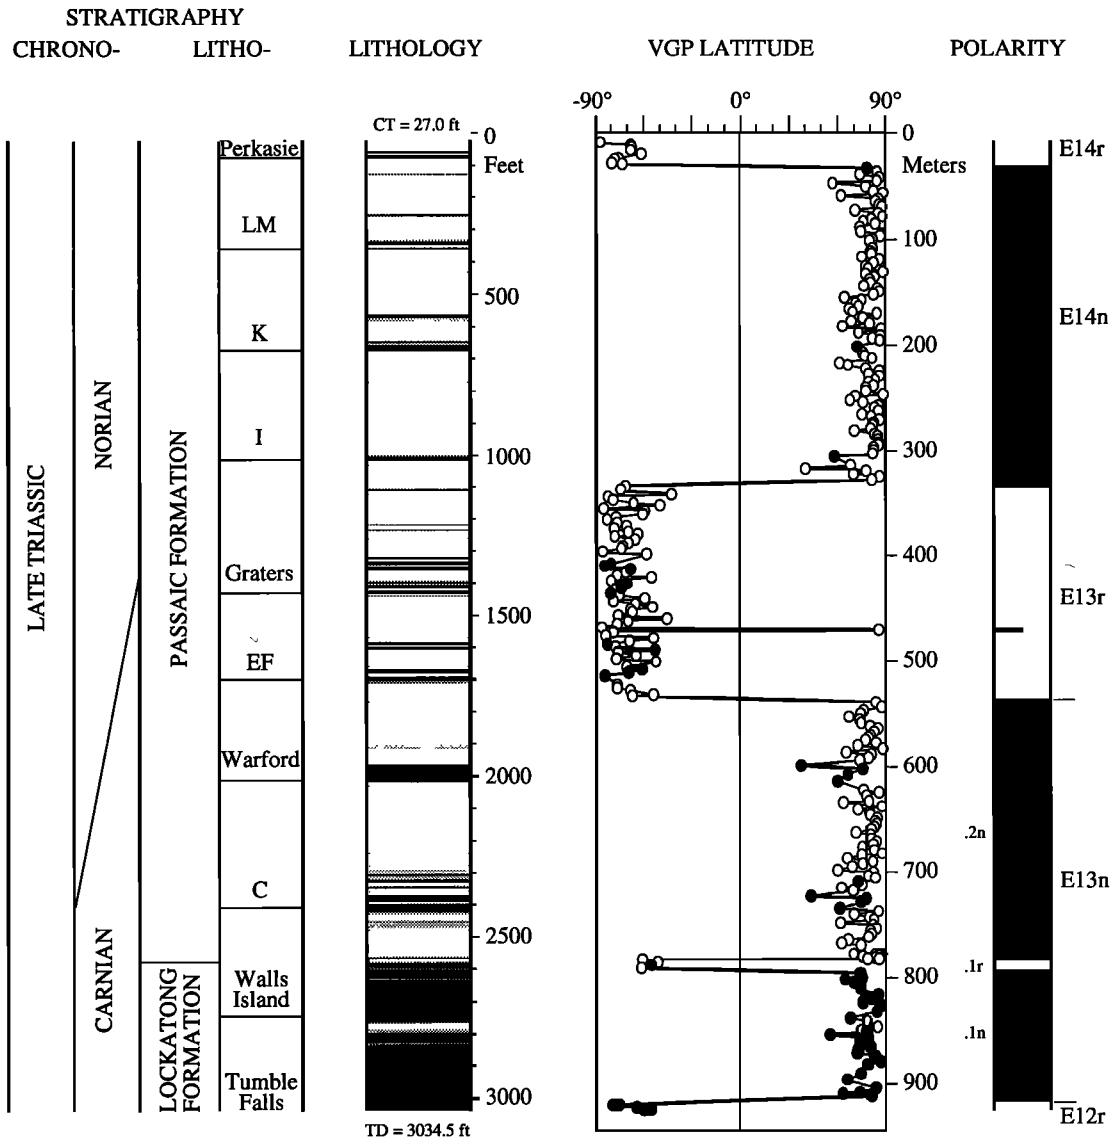 STRATIGRAPHY
CHRONO-
LITHO-
LITHOLOGY
VGP LATITUDE
POLARITY
-90°
0°
90°
CT = 27.0 ft
0
Feet
500
1000
1500
2000
2500
3000
TD = 3034.5 ft
LATE TRIASSIC
NORIAN
CARNIAN
PASSAIC FORMATION
LOCKATONG
FORMATION
Perkasie
LM
K
I
Graters
EF
Warford
C
Walls
Island
Tumble
Falls
0
Meters
100
200
300
400
500
600
700
800
900
E14r
E14n
E13r
.2n
E13n
.1r
.1n
E12r